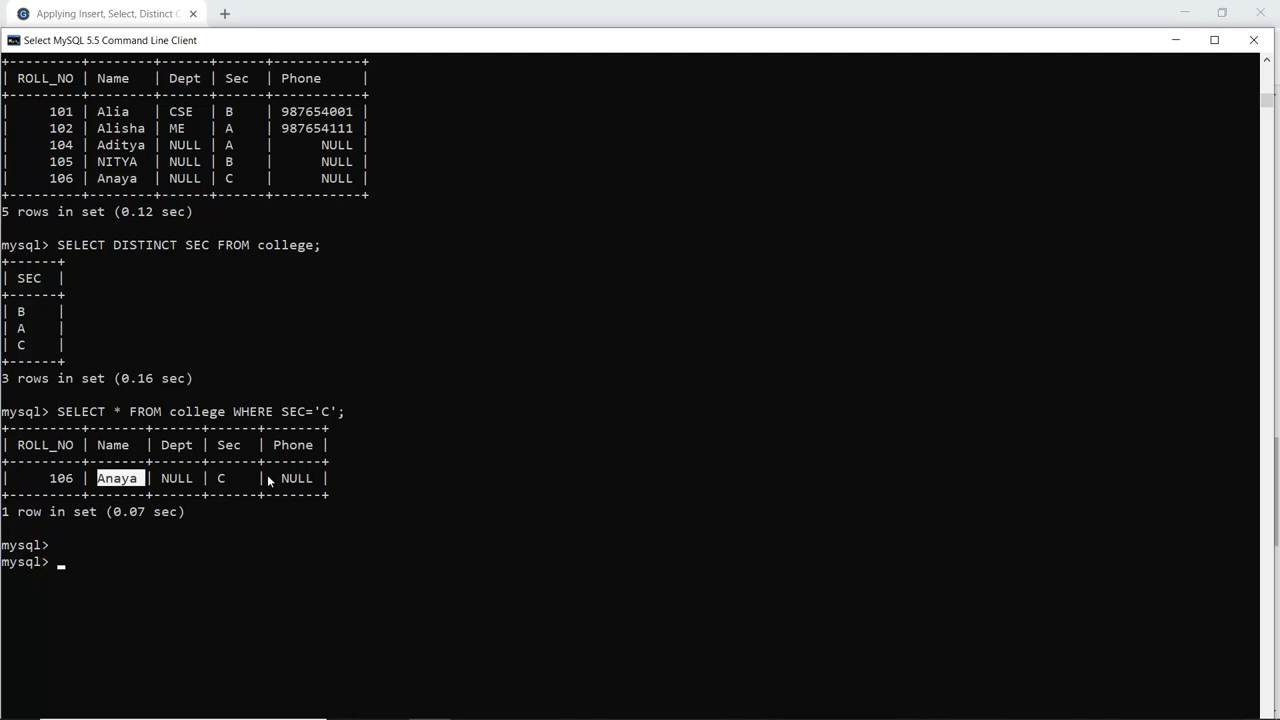 Applying Insert, Select, Distinct C
Select MySQL 5.5 Command Line Client
+---------+--------+------+------+-----------+
| ROLL_NO | Name   | Dept | Sec  | Phone     |
+---------+--------+------+------+-----------+
|     101 | Alia   | CSE  | B    | 987654001 |
|     102 | Alisha | ME   | A    | 987654111 |
|     104 | Aditya | NULL | A    |      NULL |
|     105 | NITYA  | NULL | B    |      NULL |
|     106 | Anaya  | NULL | C    |      NULL |
+---------+--------+------+------+-----------+
5 rows in set (0.12 sec)
mysql> SELECT DISTINCT SEC FROM college;
+------+
| SEC  |
+------+
| B    |
| A    |
| C    |
+------+
3 rows in set (0.16 sec)
mysql> SELECT * FROM college WHERE SEC='C';
+---------+-------+------+------+-------+
| ROLL_NO | Name  | Dept | Sec  | Phone |
+---------+-------+------+------+-------+
|     106 | Anaya | NULL | C    |  NULL |
+---------+-------+------+------+-------+
1 row in set (0.07 sec)
mysql>
mysql> _